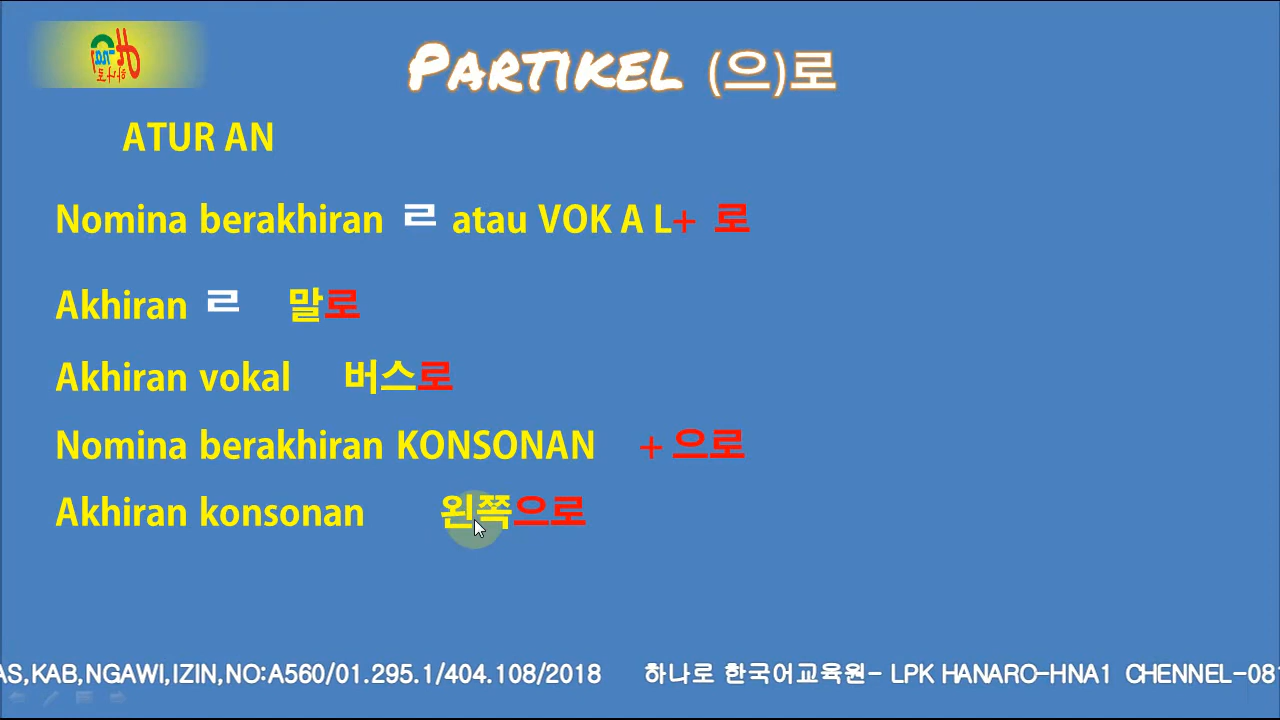 PARTIKEL (으)로
ATUR AN
Nomina berakhiran ㄹ atau VOK A L+ 로
Akhiran ㄹ 말로
Akhiran vokal 버스로
Nomina berakhiran KONSONAN + 으로
Akhiran konsonan 왼쪽으로
AS,KAB,NGAWI,IZIN,NO:A560/01.295.1/404.108/2018 하나로 한국어교육원- LPK HANARO-HNA1 CHENNEL-081